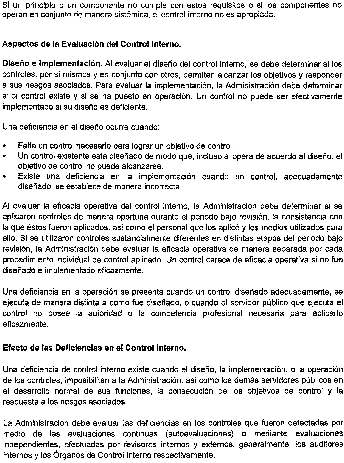 Si un principio o un componente no cumple con estos requisitos o si los componentes no
operan en conjunto de manera sistémica, el control interno no es apropiado.
Aspectos de la Evaluación del Control Interno.
Diseño e Implementación. Al evaluar el diseño del control interno, se debe determinar si los
controles, por sí mismos y en conjunto con otros, permiten alcanzar los objetivos y responder
a sus riesgos asociados. Para evaluar la implementación, la Administración debe determinar
si el control existe y si se ha puesto en operación. Un control no puede ser efectivamente
implementado si su diseño es deficiente.
Una deficiencia en el diseño ocurre cuando:
• Falta un control necesario para lograr un objetivo de control.
• Un control existente está diseñado de modo que, incluso si opera de acuerdo al diseño, el
objetivo de control no puede alcanzarse.
• Existe una deficiencia en la implementación cuando un control, adecuadamente
diseñado, se establece de manera incorrecta.
Al evaluar la eficacia operativa del control interno, la Administración debe determinar si se
aplicaron controles de manera oportuna durante el periodo bajo revisión, la consistencia con
la que éstos fueron aplicados, así como el personal que los aplicó y los medios utilizados para
ello. Si se utilizaron controles sustancialmente diferentes en distintas etapas del periodo bajo
revisión, la Administración debe evaluar la eficacia operativa de manera separada por cada
procedimiento individual de control aplicado. Un control carece de eficacia operativa si no fue
diseñado e implementado eficazmente.
Una deficiencia en la operación se presenta cuando un control diseñado adecuadamente, se
ejecuta de manera distinta a como fue diseñado, o cuando el servidor público que ejecuta el
control no posee la autoridad o la competencia profesional necesaria para aplicarlo
eficazmente.
Efecto de las Deficiencias en el Control Interno.
Una deficiencia de control interno existe cuando el diseño, la implementación, o la operación
de los controles, imposibilitan a la Administración, así como los demás servidores públicos en
el desarrollo normal de sus funciones, la consecución de los objetivos de control y la
respuesta a los riesgos asociados.
La Administración debe evaluar las deficiencias en los controles que fueron detectadas por
medio de las evaluaciones continuas (autoevaluaciones) o mediante evaluaciones
independientes, efectuadas por revisores internos y externos, generalmente, los auditores
internos y los Órganos de Control Interno respectivamente.